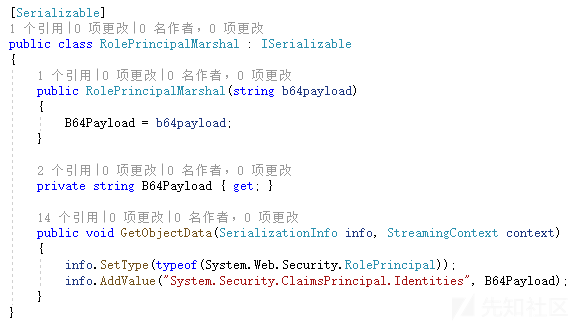 [Serializable]
1 个引用|0 项更改|0 名作者, 0 项更改
public class RolePrincipalMarshal : ISerializable
{
1 个引用|0 项更改|0 名作者, 0 项更改
public RolePrincipalMarshal(string b64payload)
{
B64Payload = b64payload;
}
2 个引用|0 项更改|0 名作者, 0 项更改
private string B64Payload { get; }
14 个引用|0 项更改|0 名作者, 0 项更改
public void GetObjectData(SerializationInfo info, StreamingContext context)
{
info.SetType(typeof(System.Web.Security.RolePrincipal));
info.AddValue("System.Security.ClaimsPrincipal.Identities", B64Payload);
}
}
先知社区